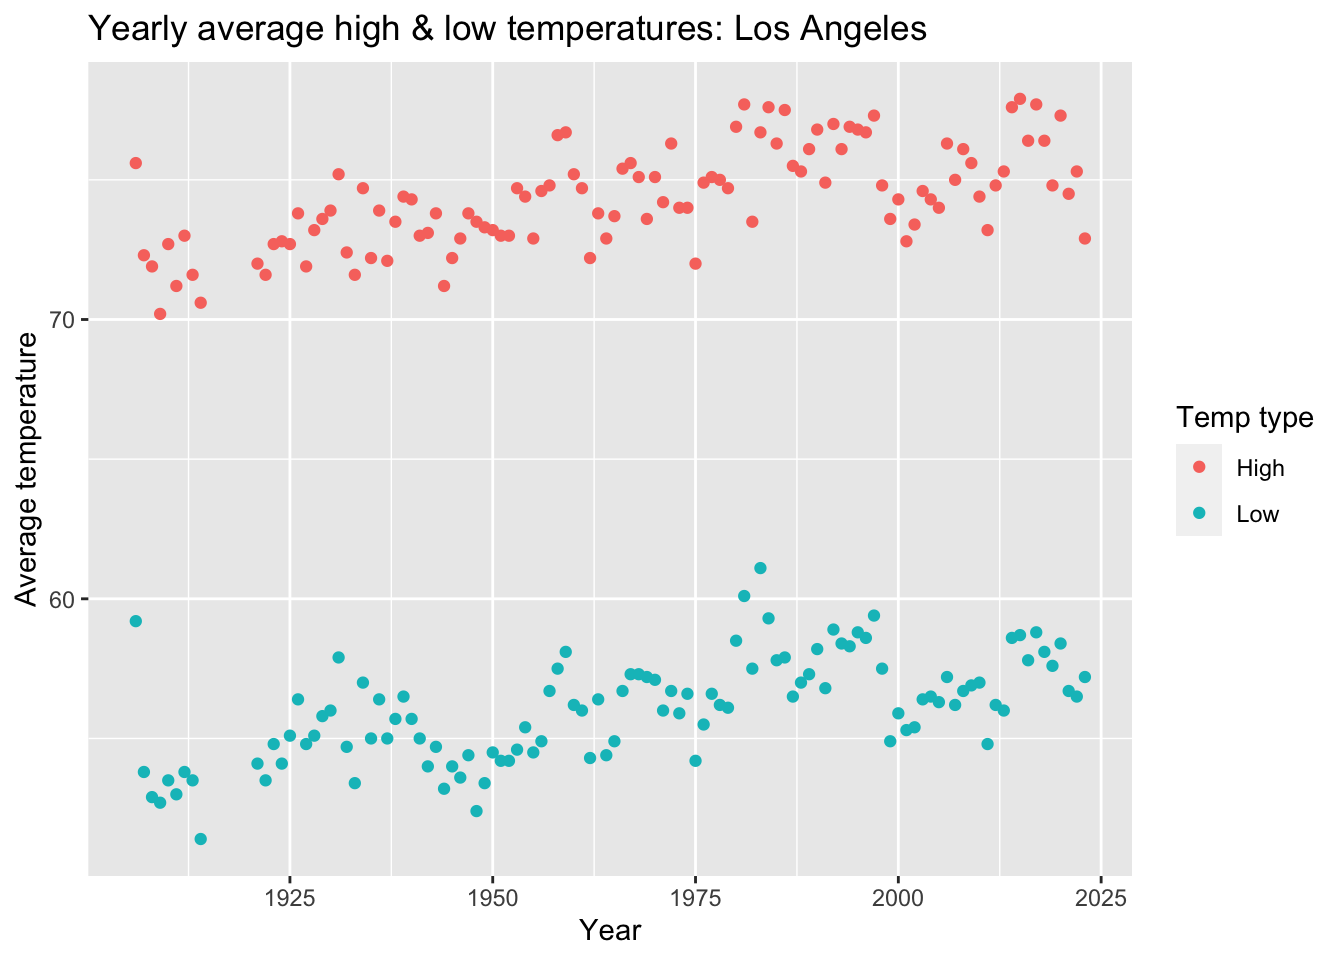 Yearly average high & low temperatures: Los Angeles
Average temperature
70
60
1925 1950 1975 2000 2025
Year
Temp type
High
Low